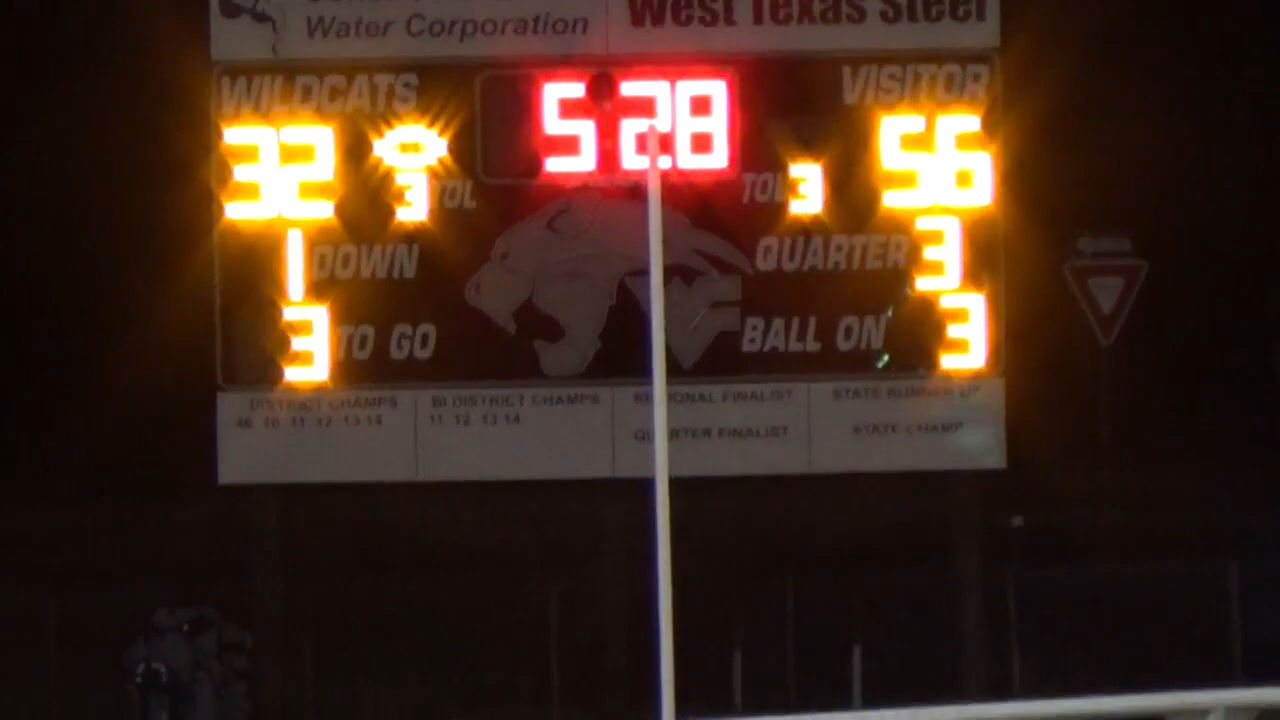 Water Corporation
West Texas Steel
WILDCATS 5 28 VISITOR
32 56
3 TOL TOL 3
1 DOWN QUARTER 3
3 TO GO BALL ON 3
DISTRICT CHAMPS BI DISTRICT CHAMPS REGIONAL FINALIST STATE RUNNER UP
46 10 11 12 13 14 11 12 13 14
QUARTER FINALIST STATE CHAMP